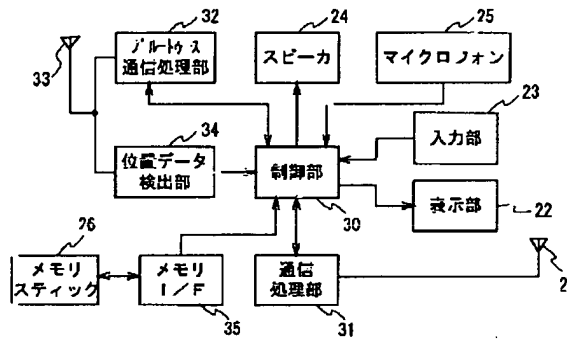 32
ﾌﾞﾙｰﾄｩｰｽ
通信処理部
33
24
スピーカ
25
マイクロフォン
23
入力部
34
位置データ
検出部
制御部
30
表示部
22
26
メモリ
スティック
メモリ
I/F
35
通信
処理部
31
2